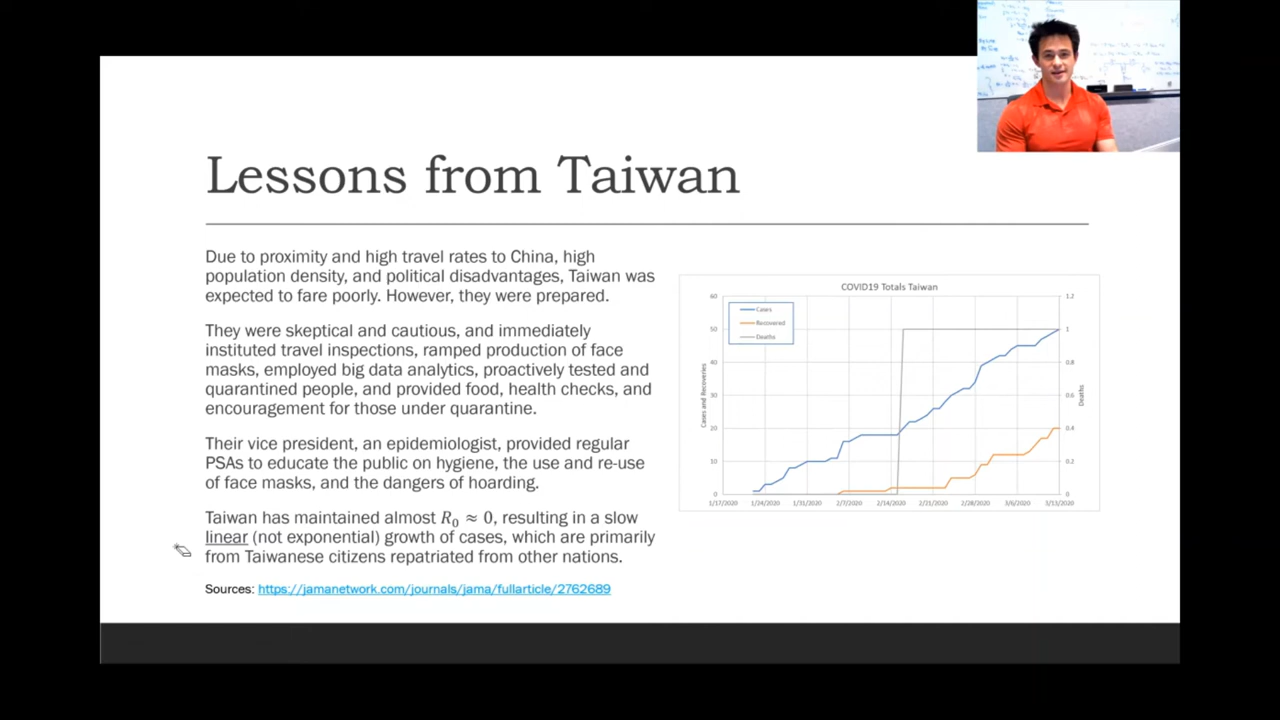 Lessons from Taiwan
Due to proximity and high travel rates to China, high
population density, and political disadvantages, Taiwan was
expected to fare poorly. However, they were prepared.
They were skeptical and cautious, and immediately
instituted travel inspections, ramped production of face
masks, employed big data analytics, proactively tested and
quarantined people, and provided food, health checks, and
encouragement for those under quarantine.
Their vice president, an epidemiologist, provided regular
PSAs to educate the public on hygiene, the use and re-use
of face masks, and the dangers of hoarding.
Taiwan has maintained almost R₀ ≈ 0, resulting in a slow
linear (not exponential) growth of cases, which are primarily
from Taiwanese citizens repatriated from other nations.
Sources: https://jamanetwork.com/journals/jama/fullarticle/2762689
COVID19 Totals Taiwan
Cases
Recovered
Deaths
Cases and Recoveries
60
50
40
30
20
10
0
1.2
1
0.8
0.6
0.4
0.2
0
Deaths
1/17/2020 1/24/2020 1/31/2020 2/7/2020 2/14/2020 2/21/2020 2/28/2020 3/6/2020 3/13/2020